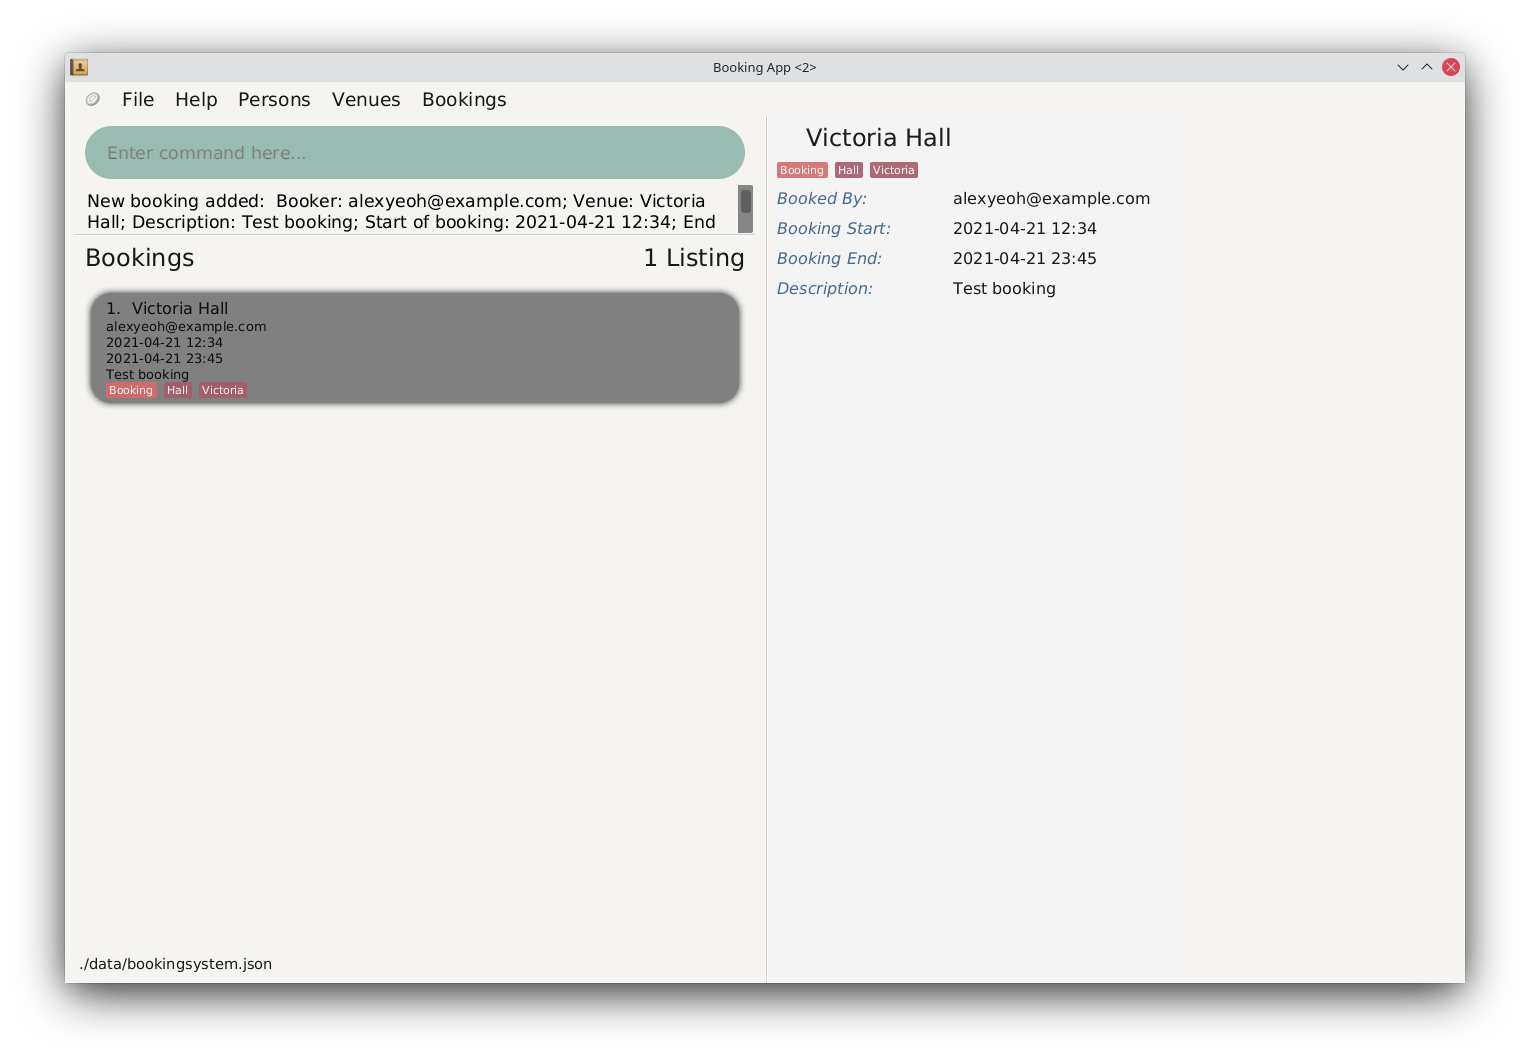 Booking App <2>
File Help Persons Venues Bookings
Enter command here...
New booking added:  Booker: alexyeoh@example.com; Venue: Victoria
Hall; Description: Test booking; Start of booking: 2021-04-21 12:34; End
Bookings 1 Listing
1. Victoria Hall
alexyeoh@example.com
2021-04-21 12:34
2021-04-21 23:45
Test booking
Booking Hall Victoria
./data/bookingsystem.json
Victoria Hall
Booking Hall Victoria
Booked By: alexyeoh@example.com
Booking Start: 2021-04-21 12:34
Booking End: 2021-04-21 23:45
Description: Test booking